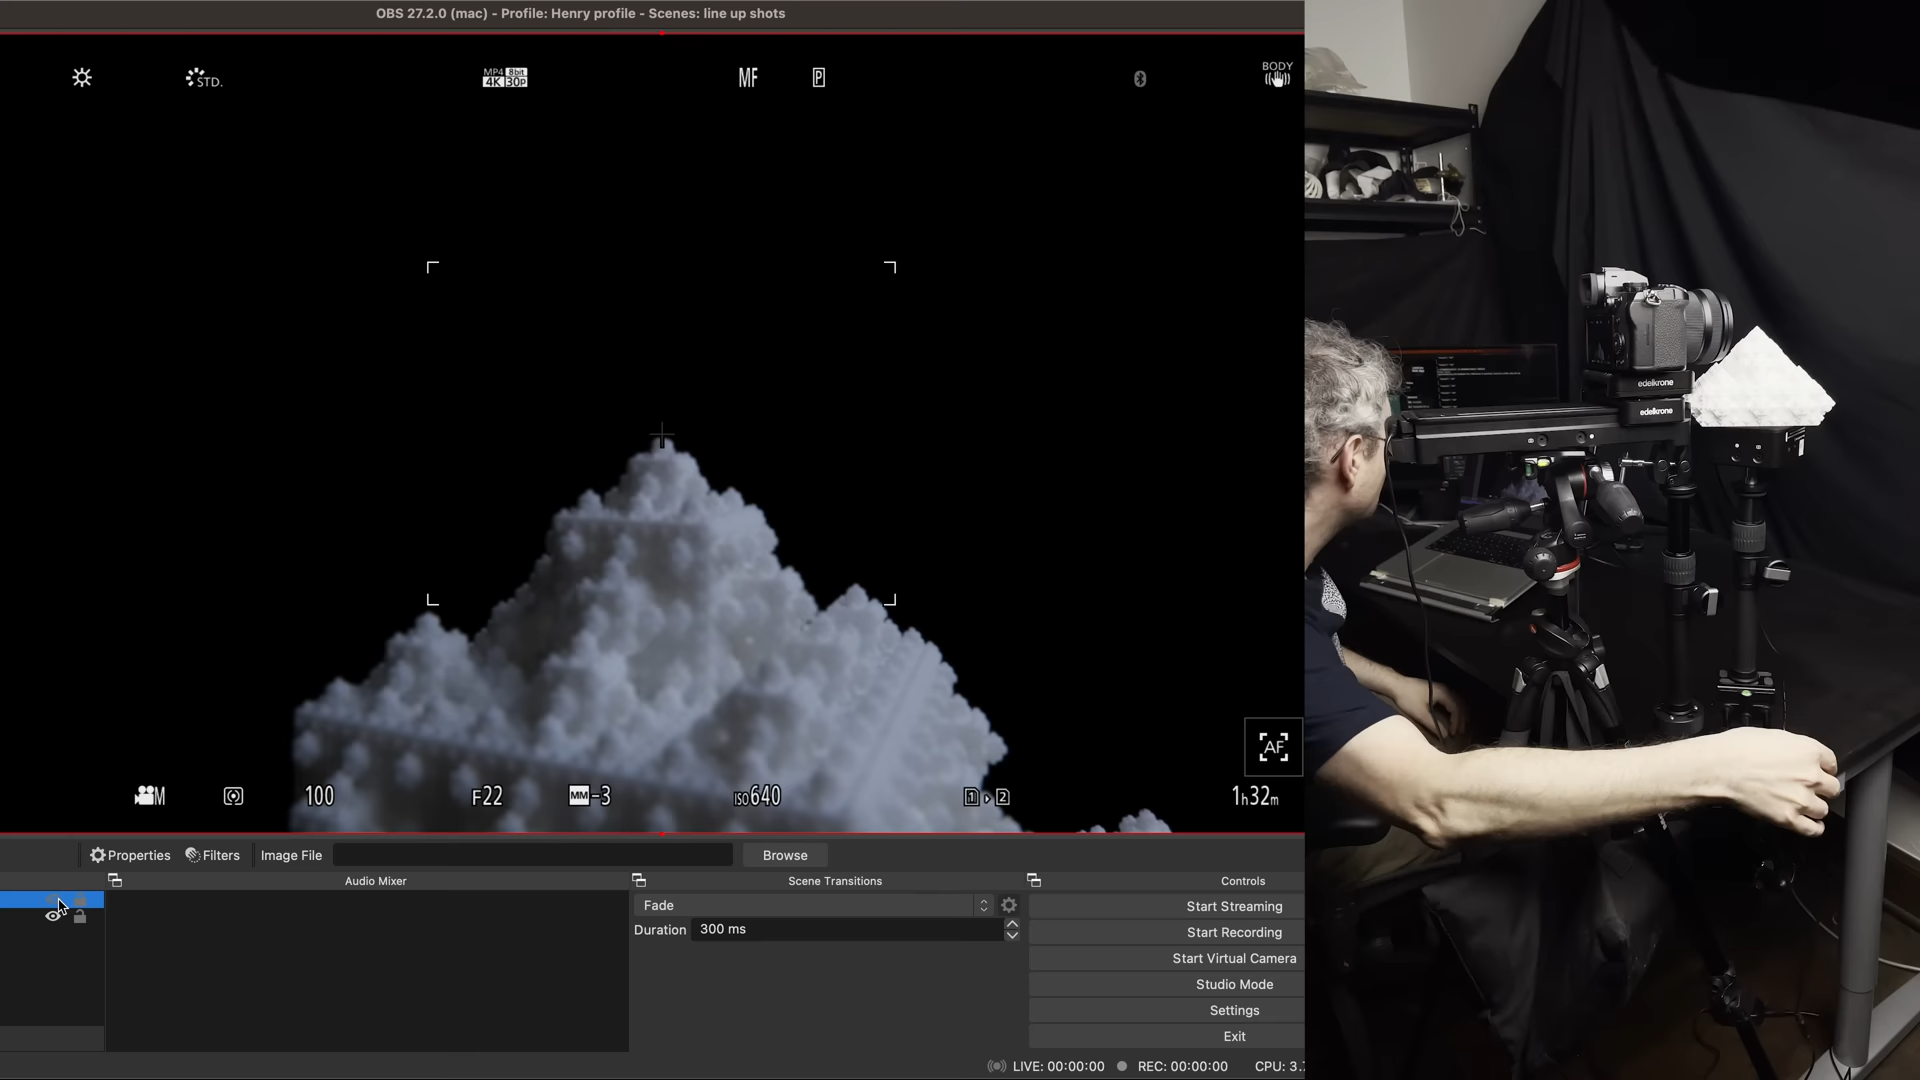 OBS 27.2.0 (mac) - Profile: Henry profile - Scenes: line up shots
STD.
MP4 8bit
4K 30p
MF
P
BODY
AF
M
100
F22
MM -3
ISO640
1 2
1h32m
Properties
Filters
Image File
Browse
Audio Mixer
Scene Transitions
Controls
Fade
Duration 300 ms
Start Streaming
Start Recording
Start Virtual Camera
Studio Mode
Settings
Exit
LIVE: 00:00:00
REC: 00:00:00
CPU: 3.
edelkrone
edelkrone